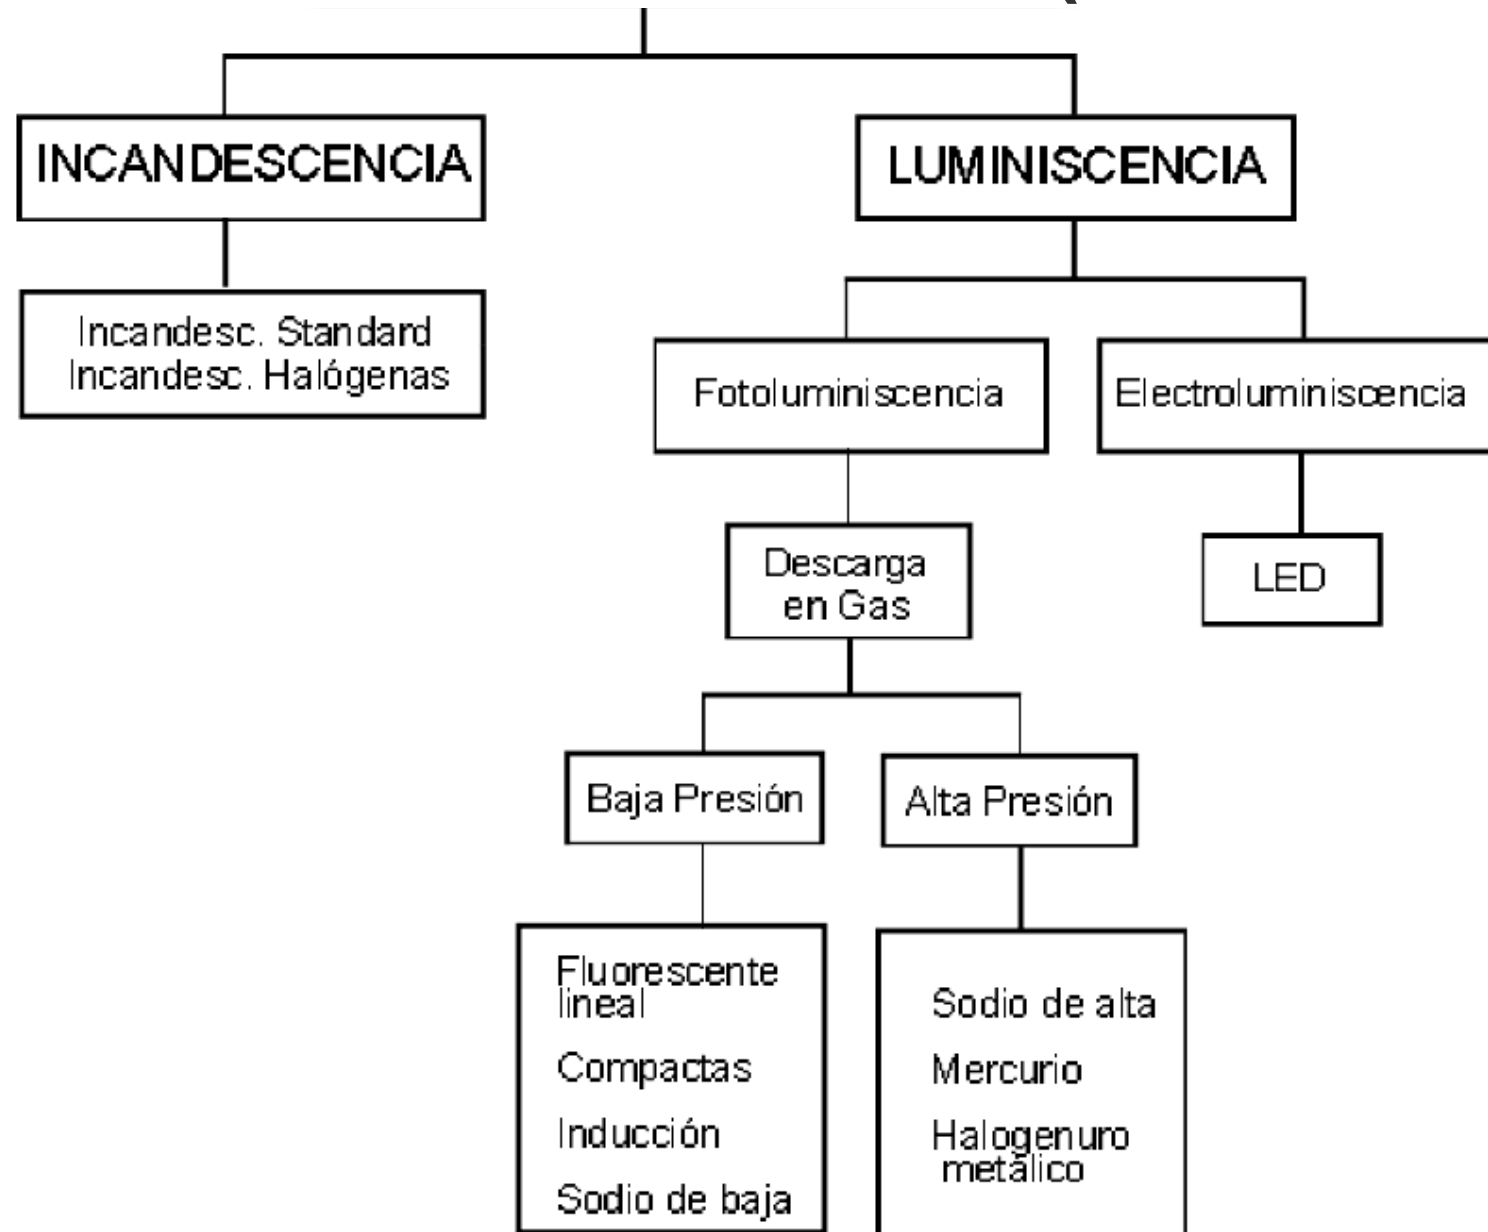 INCANDESCENCIA
LUMINISCENCIA
Incandesc. Standard
Incandesc. Halógenas
Fotoluminiscencia
Electroluminiscencia
Descarga
en Gas
LED
Baja Presión
Alta Presión
Fluorescente
lineal
Compactas
Inducción
Sodio de baja
Sodio de alta
Mercurio
Halogenuro
metálico